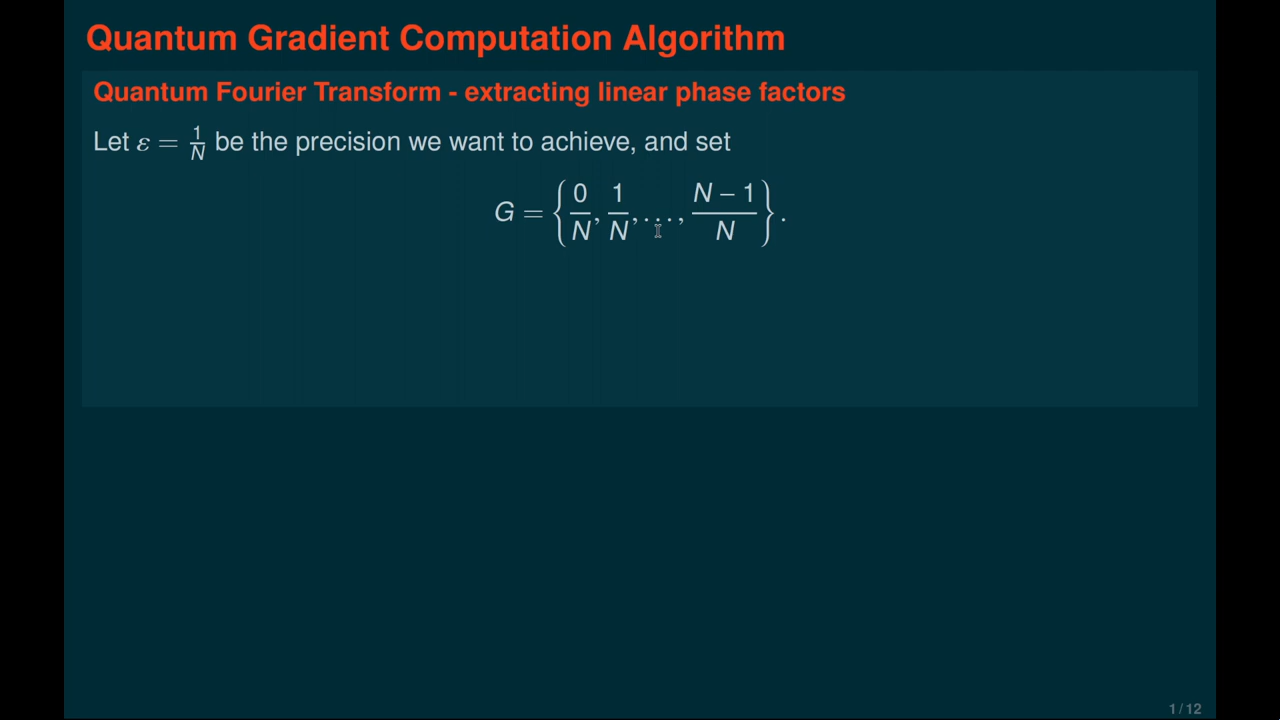 Quantum Gradient Computation Algorithm
Quantum Fourier Transform - extracting linear phase factors
Let ε = 1/N be the precision we want to achieve, and set
G = {0/N, 1/N, ..., N − 1/N}.
1 / 12